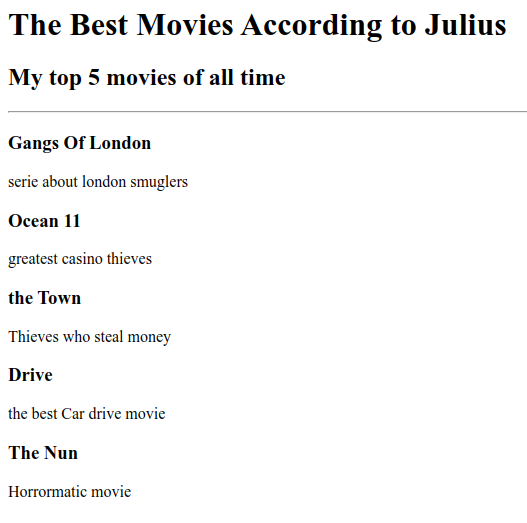 The Best Movies According to Julius
My top 5 movies of all time
Gangs Of London
serie about london smuglers
Ocean 11
greatest casino thieves
the Town
Thieves who steal money
Drive
the best Car drive movie
The Nun
Horrormatic movie